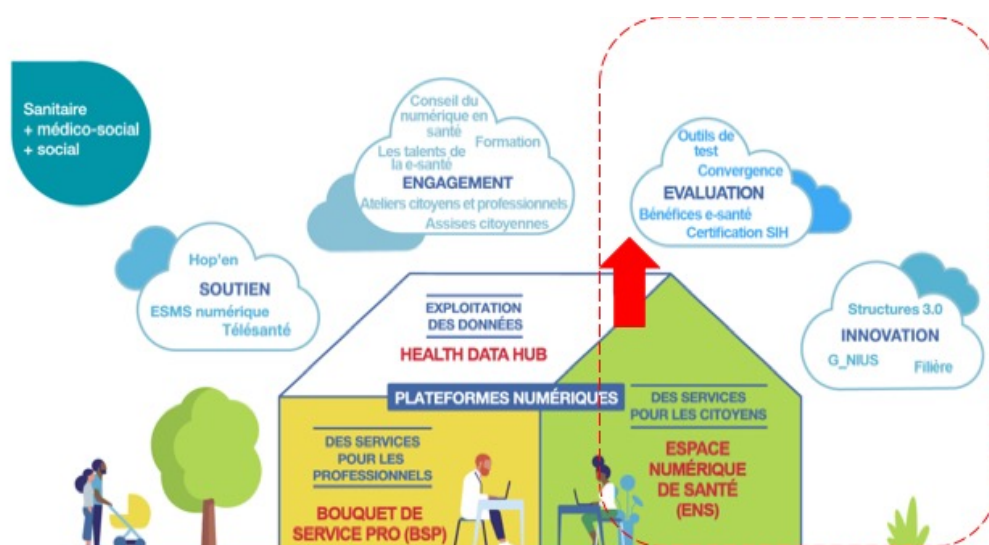 Sanitaire
+ médico-social
+ social
Conseil du
numérique en
santé
Formation
Les talents de
la e-santé
ENGAGEMENT
Ateliers citoyens et professionnels
Assises citoyennes
Outils de
test
Convergence
EVALUATION
Bénéfices e-santé
Certification SIH
Hop'en
SOUTIEN
ESMS numérique
Télésanté
Structures 3.0
INNOVATION
G_NIUS
Filière
EXPLOITATION
DES DONNÉES
HEALTH DATA HUB
PLATEFORMES NUMÉRIQUES
DES SERVICES
POUR LES
PROFESSIONNELS
BOUQUET DE
SERVICE PRO (BSP)
DES SERVICES
POUR LES CITOYENS
ESPACE
NUMÉRIQUE
DE SANTÉ
(ENS)